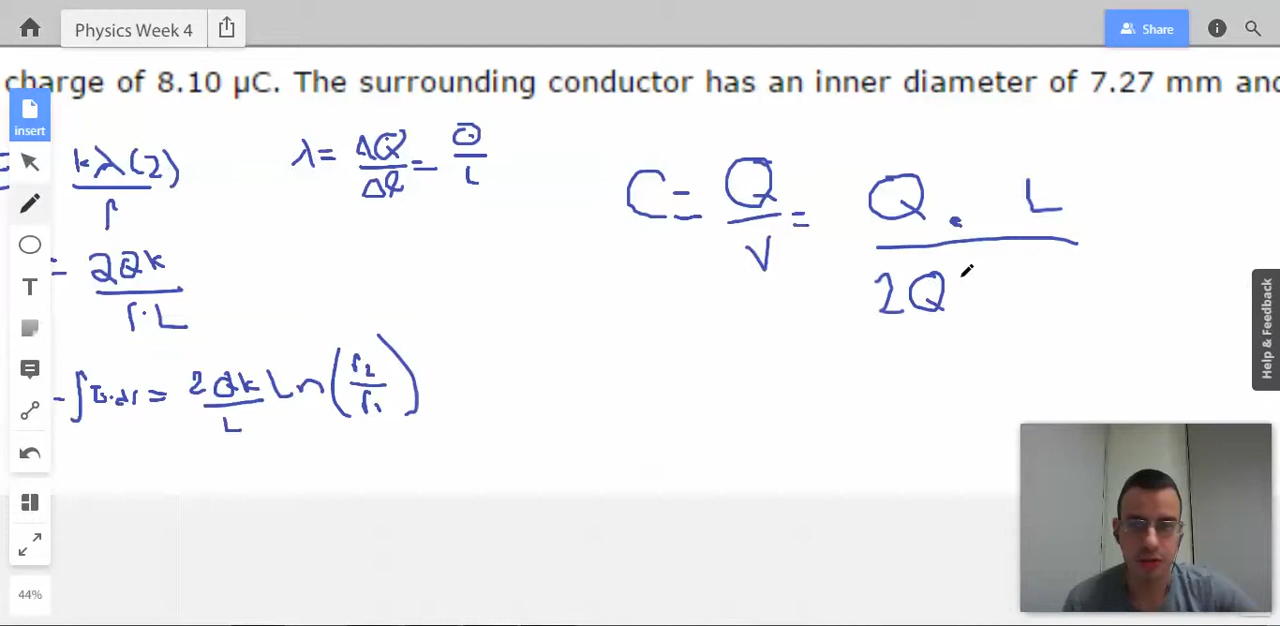 Physics Week 4
Share
charge of 8.10 µC. The surrounding conductor has an inner diameter of 7.27 mm and
insert
= kλ(2) / r
λ = ΔQ / Δl = Q / L
C = Q / V = Q . L / 2Q
= 2Qk / r·L
T
- ∫E·dr = 2Qk / L Ln(r2 / r1)
Help & Feedback
44%